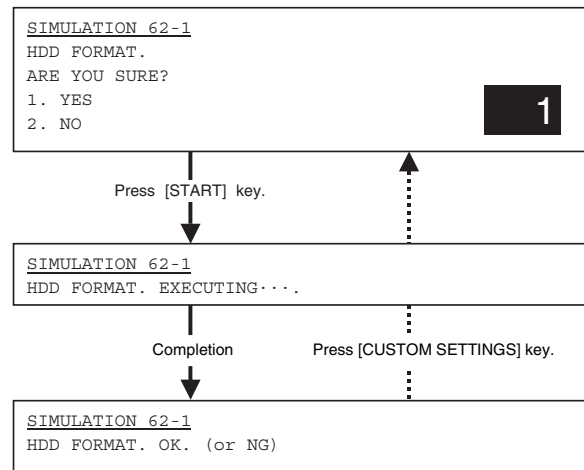 SIMULATION 62-1
HDD FORMAT.
ARE YOU SURE?
1. YES
2. NO
1
Press [START] key.
SIMULATION 62-1
HDD FORMAT. EXECUTING···.
Completion
Press [CUSTOM SETTINGS] key.
SIMULATION 62-1
HDD FORMAT. OK. (or NG)